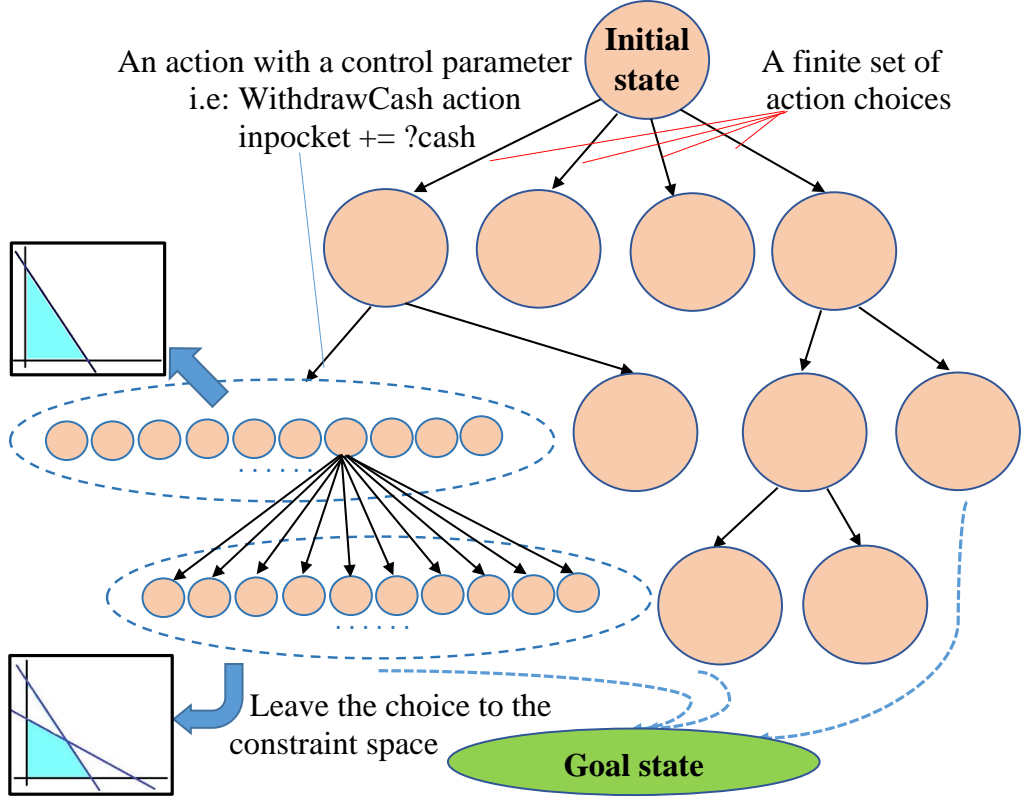 Initial
state
An action with a control parameter
i.e: WithdrawCash action
inpocket += ?cash
A finite set of
action choices
Leave the choice to the
constraint space
Goal state